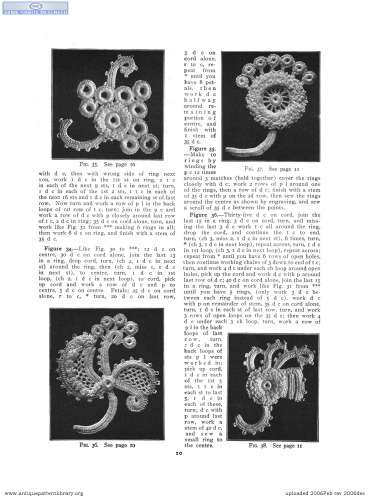 FIG. 35. See page 10
with d c, then with wrong side of ring next
you, work 1 d c in the 1st st on ring, 2 t c
in each of the next 9 sts, 1 d c in next st; turn,
1 d c in each of the 1st 2 sts, 1 t c in each of
the next 16 sts and 1 d c in each remaining st of last
row. Now turn and work a row of p l in the back
loops of 1st row of t c, turn; join in the p c and
work a row of d c with p closely around last row
of t c, 2 d c in ring; 35 d c on cord alone, turn, and
work like Fig. 31 from *** making 6 rings in all;
then work 8 d c on ring, and finish with a stem of
35 d c.
Figure 34.—Like Fig. 30 to ***; 12 d c on
centre, 30 d c on cord alone, join the last 13
in a ring, drop cord, turn, (ch 2, 1 d c in next
st) around the ring, then (ch 2, miss 1, 1 d c
in next st), to centre, turn, 1 d c in 1st
loop, (ch 2, 1 d c in next loop), to cord, pick
up cord and work a row of d c and p to
centre, 3 d c on centre. Petals; 25 d c on cord
alone, r to c, * turn, 20 d c on last row,
FIG. 36. See page 10
5 d c on
cord alone,
r to c, re-
peat from
* until you
have 8 pet-
als, then
work d c
halfway
around re-
maining
portion of
centre, and
finish with
1 stem of
35 d c.
Figure 35.
—Make 10
rings by
winding the
p c 12 times
FIG. 37. See page 11
around 3 matches (held together) cover the rings
closely with d c; work 2 rows of p l around one
of the rings, then a row of d c; finish with a stem
of 35 d c with p on the 2d row, then sew the rings
around the centre as shown by engraving, and sew
a scroll of 35 d c between the points.
Figure 36.—Thirty-five d c on cord, join the
last 15 in a ring, 3 d c on cord, turn, and miss-
ing the last 3 d c work t c all around the ring,
drop the cord, and continue the t c to end,
turn, (ch 3, miss 2, 1 d c in next st), 6 times, turn,
* (ch 3, 1 d c in next loop), repeat across, turn, 1 d c
in 1st loop, (ch 3, 1 d c in next loop), repeat across;
repeat from * until you have 6 rows of open holes,
then continue working chains of 3 down to end of t c;
turn, and work 4 d c under each ch loop around open
holes, pick up the cord and work d c with p around
last row, to end; 20 d c on cord alone, join the last 15
in a ring, turn, and work like Fig. 31 from ***
until you have 5 rings, (only work 3 d c be-
tween each ring instead of 5 d c), work d c
with p on remainder of stem, 35 d c on cord alone,
turn, 1 d c in each st of last row, turn, and work
3 rows of open loops on the 35 d c; then work 4
d c under each 3 ch loop, turn, work a row of
p l in the back
loops of last
row, turn,
1 d c in the
back loops of
sts p l were
worked in;
pick up cord,
1 d c in each
of the 1st 5
sts, 1 t c in
each st to last
5, 1 d c in
each of these,
turn; d c with
p around last
row, work a
stem of 40 d c,
and sew a
small ring to
the centre.
FIG. 38. See page 11
10
www.antiquepatternlibrary.org
uploaded 2006Feb rev 2006dec